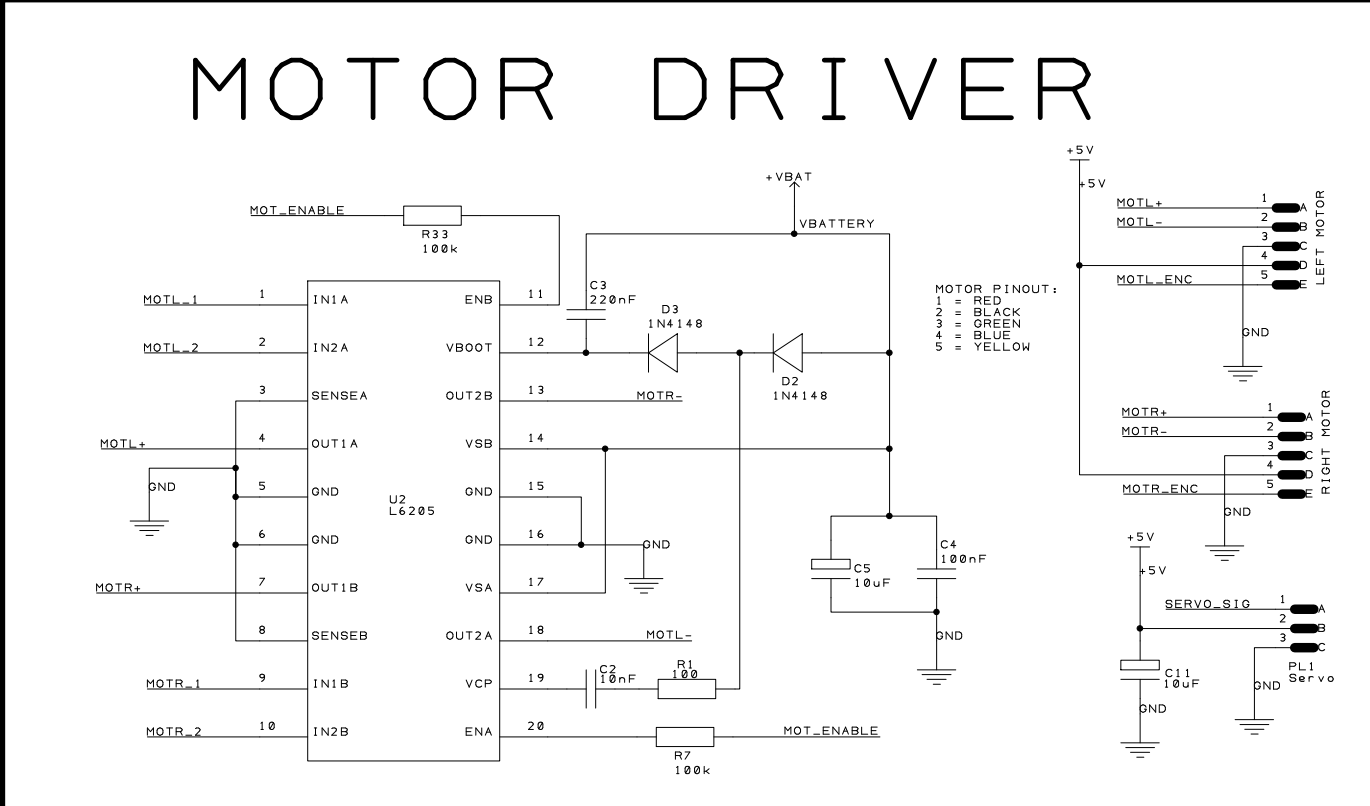 MOTOR DRIVER
+VBAT
VBATTERY
MOT_ENABLE
R33
100k
C3
220nF
D3
1N4148
D2
1N4148
MOTL_1
1
IN1A
ENB
11
MOTL_2
2
IN2A
VBOOT
12
3
SENSEA
OUT2B
13
MOTR-
MOTL+
4
OUT1A
VSB
14
GND
5
GND
GND
15
U2
L6205
6
GND
GND
16
GND
MOTR+
7
OUT1B
VSA
17
8
SENSEB
OUT2A
18
MOTL-
MOTR_1
9
IN1B
VCP
19
C2
10nF
R1
100
MOTR_2
10
IN2B
ENA
20
MOT_ENABLE
R7
100k
C5
10uF
C4
100nF
GND
MOTOR PINOUT:
1 = RED
2 = BLACK
3 = GREEN
4 = BLUE
5 = YELLOW
+5V
+5V
MOTL+
1
A
MOTL-
2
B
3
C
4
D
MOTL_ENC
5
E
LEFT MOTOR
GND
MOTR+
1
A
MOTR-
2
B
3
C
4
D
MOTR_ENC
5
E
RIGHT MOTOR
GND
+5V
+5V
SERVO_SIG
1
A
2
B
3
C
PL1
Servo
C11
10uF
GND
GND